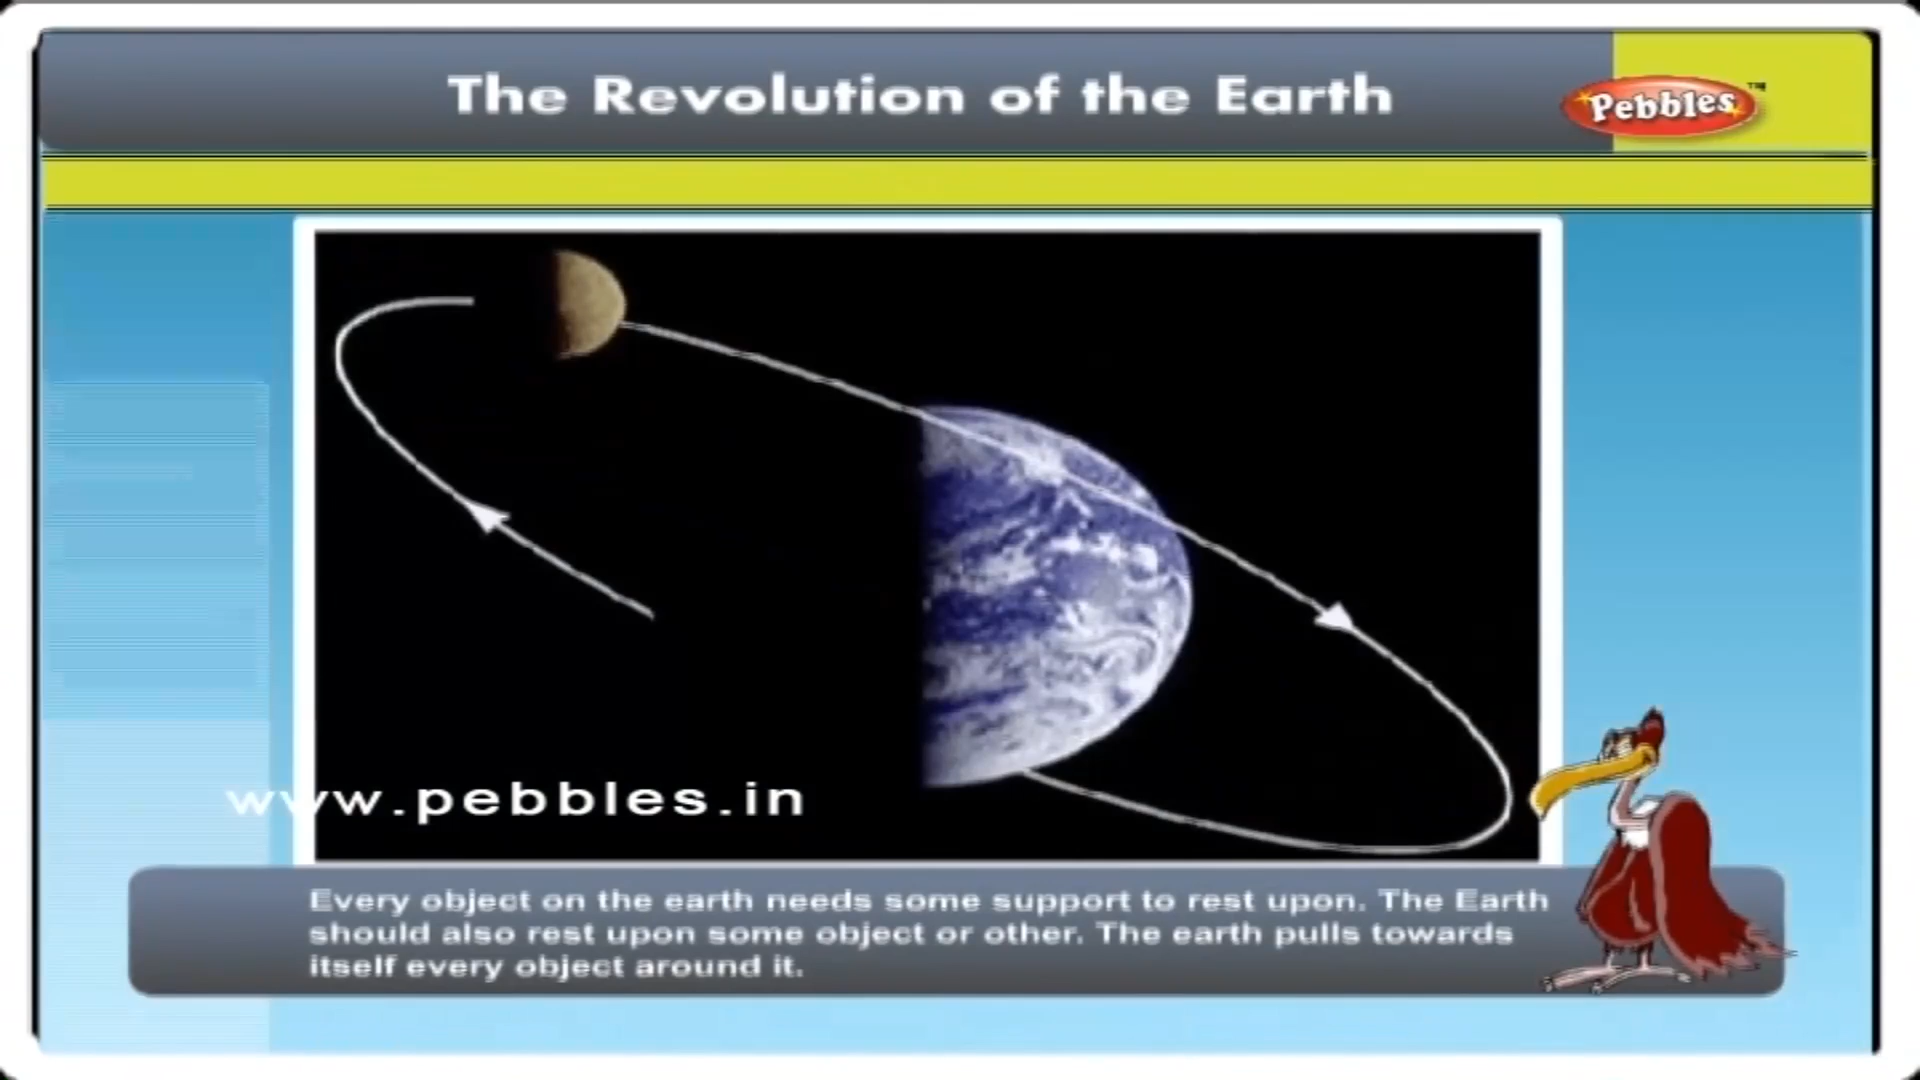 The Revolution of the Earth
Pebbles™
www.pebbles.in
Every object on the earth needs some support to rest upon. The Earth
should also rest upon some object or other. The earth pulls towards
itself every object around it.